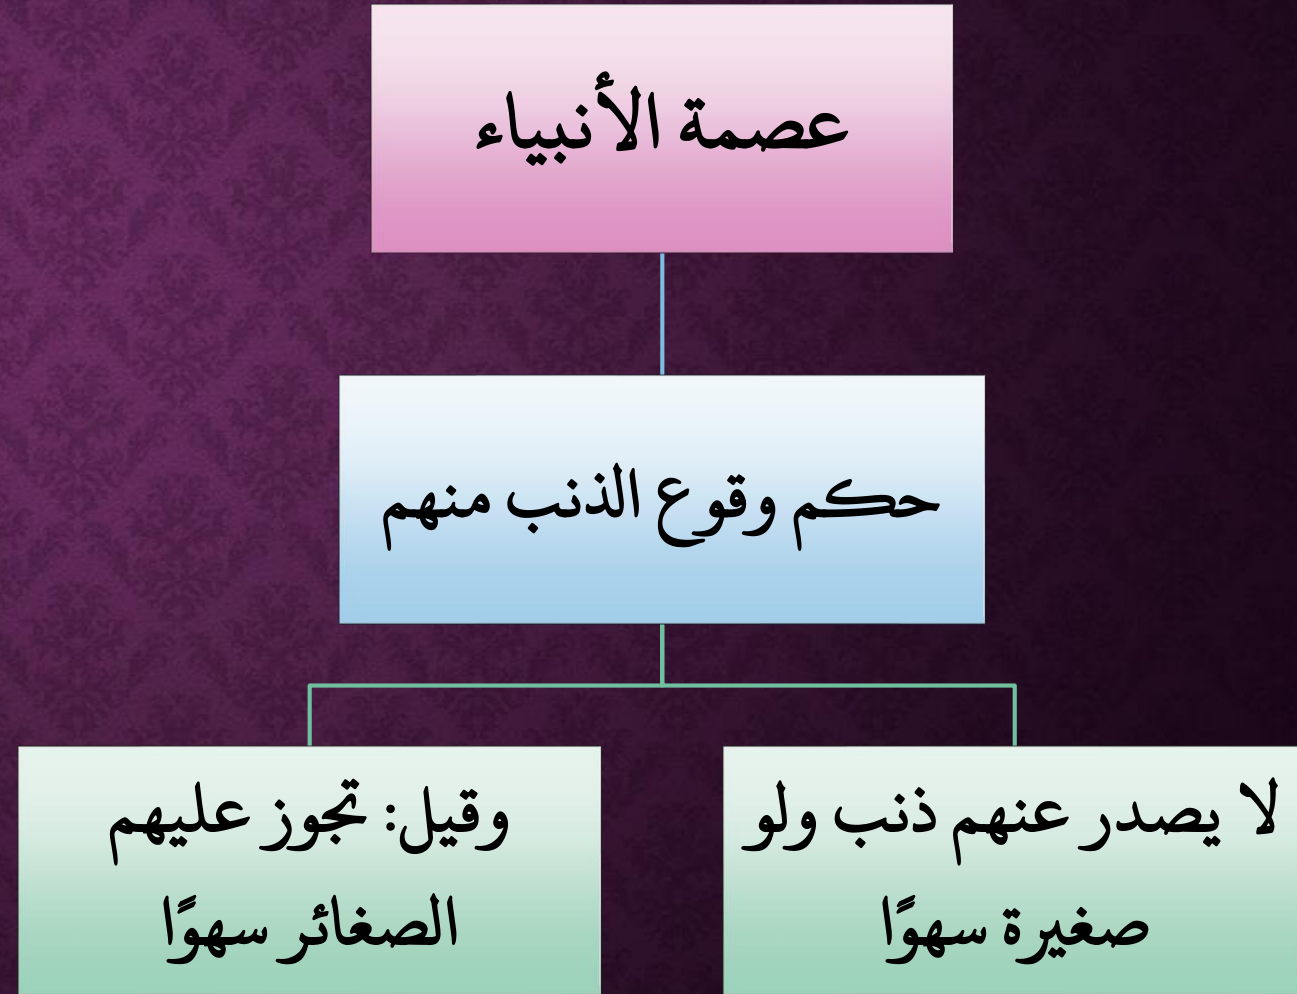 عصمة الأنبياء
حكم وقوع الذنب منهم
لا يصدر عنهم ذنب ولو
صغيرة سهوًا
وقيل: تجوز عليهم
الصغائر سهوًا